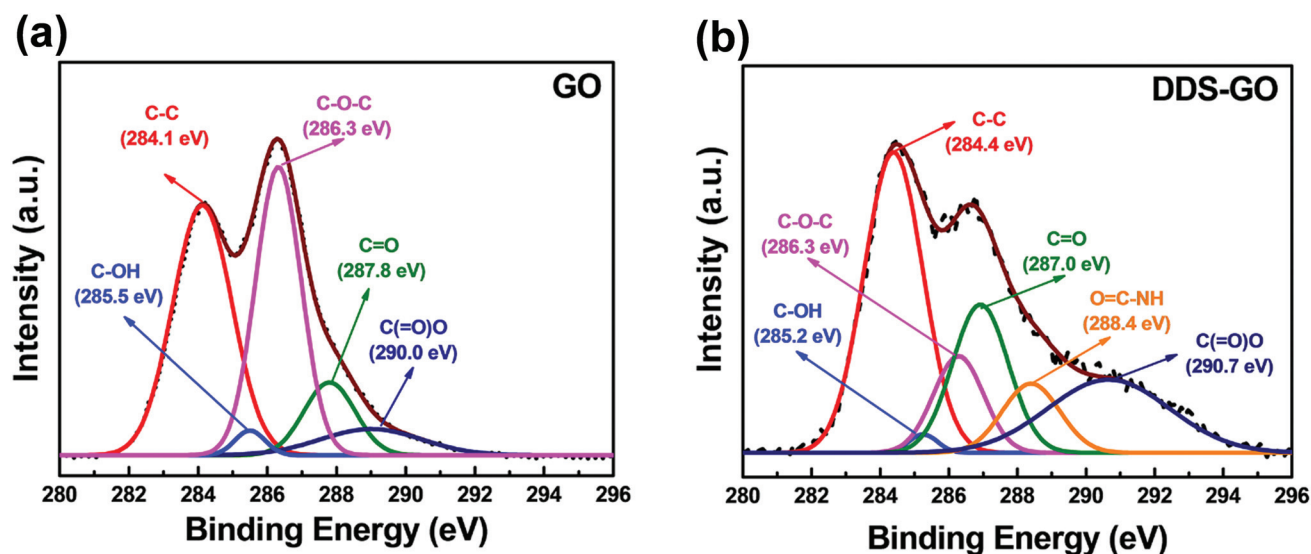 (a)
GO
C-O-C
(286.3 eV)
C-C
(284.1 eV)
C=O
(287.8 eV)
C-OH
(285.5 eV)
C(=O)O
(290.0 eV)
Intensity (a.u.)
280 282 284 286 288 290 292 294 296
Binding Energy (eV)
(b)
DDS-GO
C-C
(284.4 eV)
C-O-C
(286.3 eV)
C=O
(287.0 eV)
O=C-NH
(288.4 eV)
C-OH
(285.2 eV)
C(=O)O
(290.7 eV)
Intensity (a.u.)
280 282 284 286 288 290 292 294 296
Binding Energy (eV)